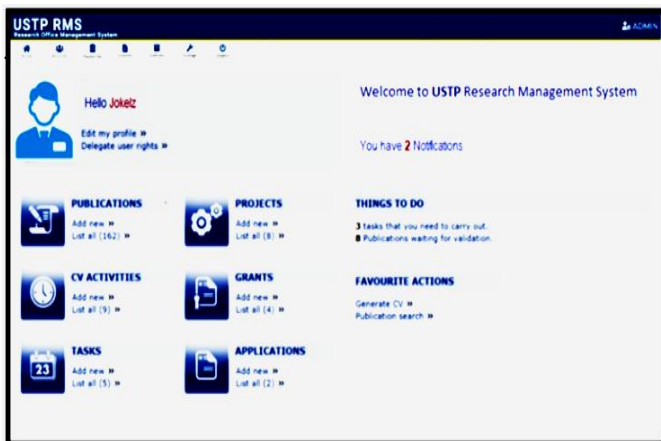 USTP RMS
Research Office Management System
ADMIN
Hello Jokelz
Edit my profile »
Delegate user rights »
Welcome to USTP Research Management System
You have 2 Notifications
PUBLICATIONS
Add new »
List all (162) »
PROJECTS
Add new »
List all (8) »
THINGS TO DO
3 tasks that you need to carry out.
8 Publications waiting for validation.
CV ACTIVITIES
Add new »
List all (9) »
GRANTS
Add new »
List all (4) »
FAVOURITE ACTIONS
Generate CV »
Publication search »
23
TASKS
Add new »
List all (5) »
APPLICATIONS
Add new »
List all (2) »